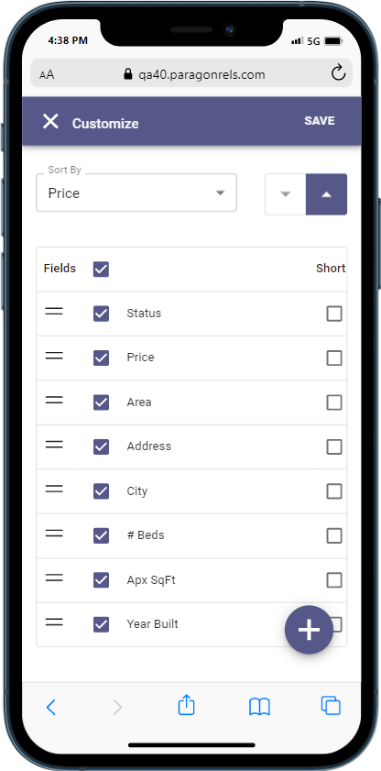 4:38 PM 5G
AA qa40.paragonrels.com
Customize SAVE
Sort By
Price
Fields Short
Status
Price
Area
Address
City
# Beds
Apx SqFt
Year Built